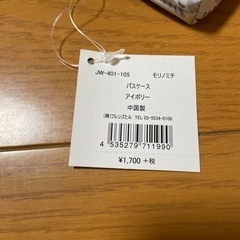 JW-401-105 モリノミチ
パスケース
アイボリー
中国製
(株)フレンズヒル TEL 03-5534-0100
4 535279 711990
¥1,700 +税